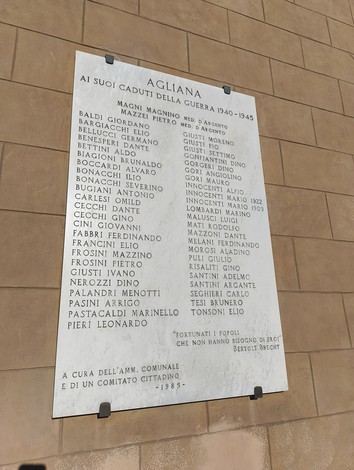 AGLIANA
AI SUOI CADUTI DELLA GUERRA 1940-1945
MAGNI MAGNINO MED. D'ARGENTO
MAZZEI PIETRO MED. D'ARGENTO
BALDI GIORDANO
BARGIACCHI ELIO
BELLUCCI GERMANO
BENESPERI DANTE
BETTINI ALDO
BIAGIONI BRUNALDO
BOCCARDI ALVARO
BONACCHI ELIO
BONACCHI SEVERINO
BUGIANI ANTONIO
CARLESI OMILD
CECCHI DANTE
CECCHI GINO
CINI GIOVANNI
FABBRI FERDINANDO
FRANCINI ELIO
FROSINI MAZZINO
FROSINI PIETRO
GIUSTI IVANO
NEROZZI DINO
PALANDRI MENOTTI
PASINI ARRIGO
PASTACALDI MARINELLO
PIERI LEONARDO
GIUSTI MORENO
GIUSTI PIO
GIUSTI SETTIMO
GONFIANTINI DINO
GORGERI DINO
GORI ANGIOLINO
GORI MAURO
INNOCENTI ALFIO
INNOCENTI MARIO 1922
INNOCENTI MARIO 1909
LOMBARDI MARINO
MALUSCI LUIGI
MATI RODOLFO
MAZZONI DANTE
MELANI FERDINANDO
MOROSI ALADINO
PULI GIULIO
RISALITI GINO
SANTINI ADELMO
SANTINI ARGANTE
SEGHIERI CARLO
TESI BRUNERO
TONSONI ELIO
"FORTUNATI I POPOLI
CHE NON HANNO BISOGNO DI EROI"
BERTOLT BRECHT
A CURA DELL'AMM. COMUNALE
E DI UN COMITATO CITTADINO
-1985-